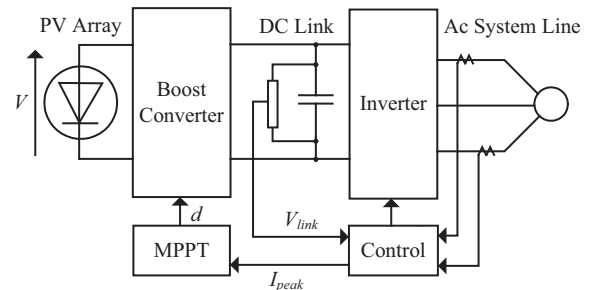 PV Array
DC Link
Ac System Line
V
Boost
Converter
Inverter
d
V_link
MPPT
Control
I_peak